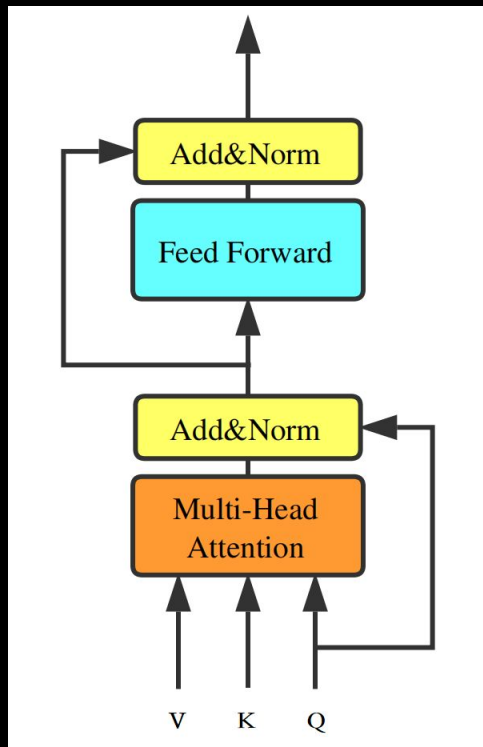 Add&Norm
Feed Forward
Add&Norm
Multi-Head
Attention
V K Q